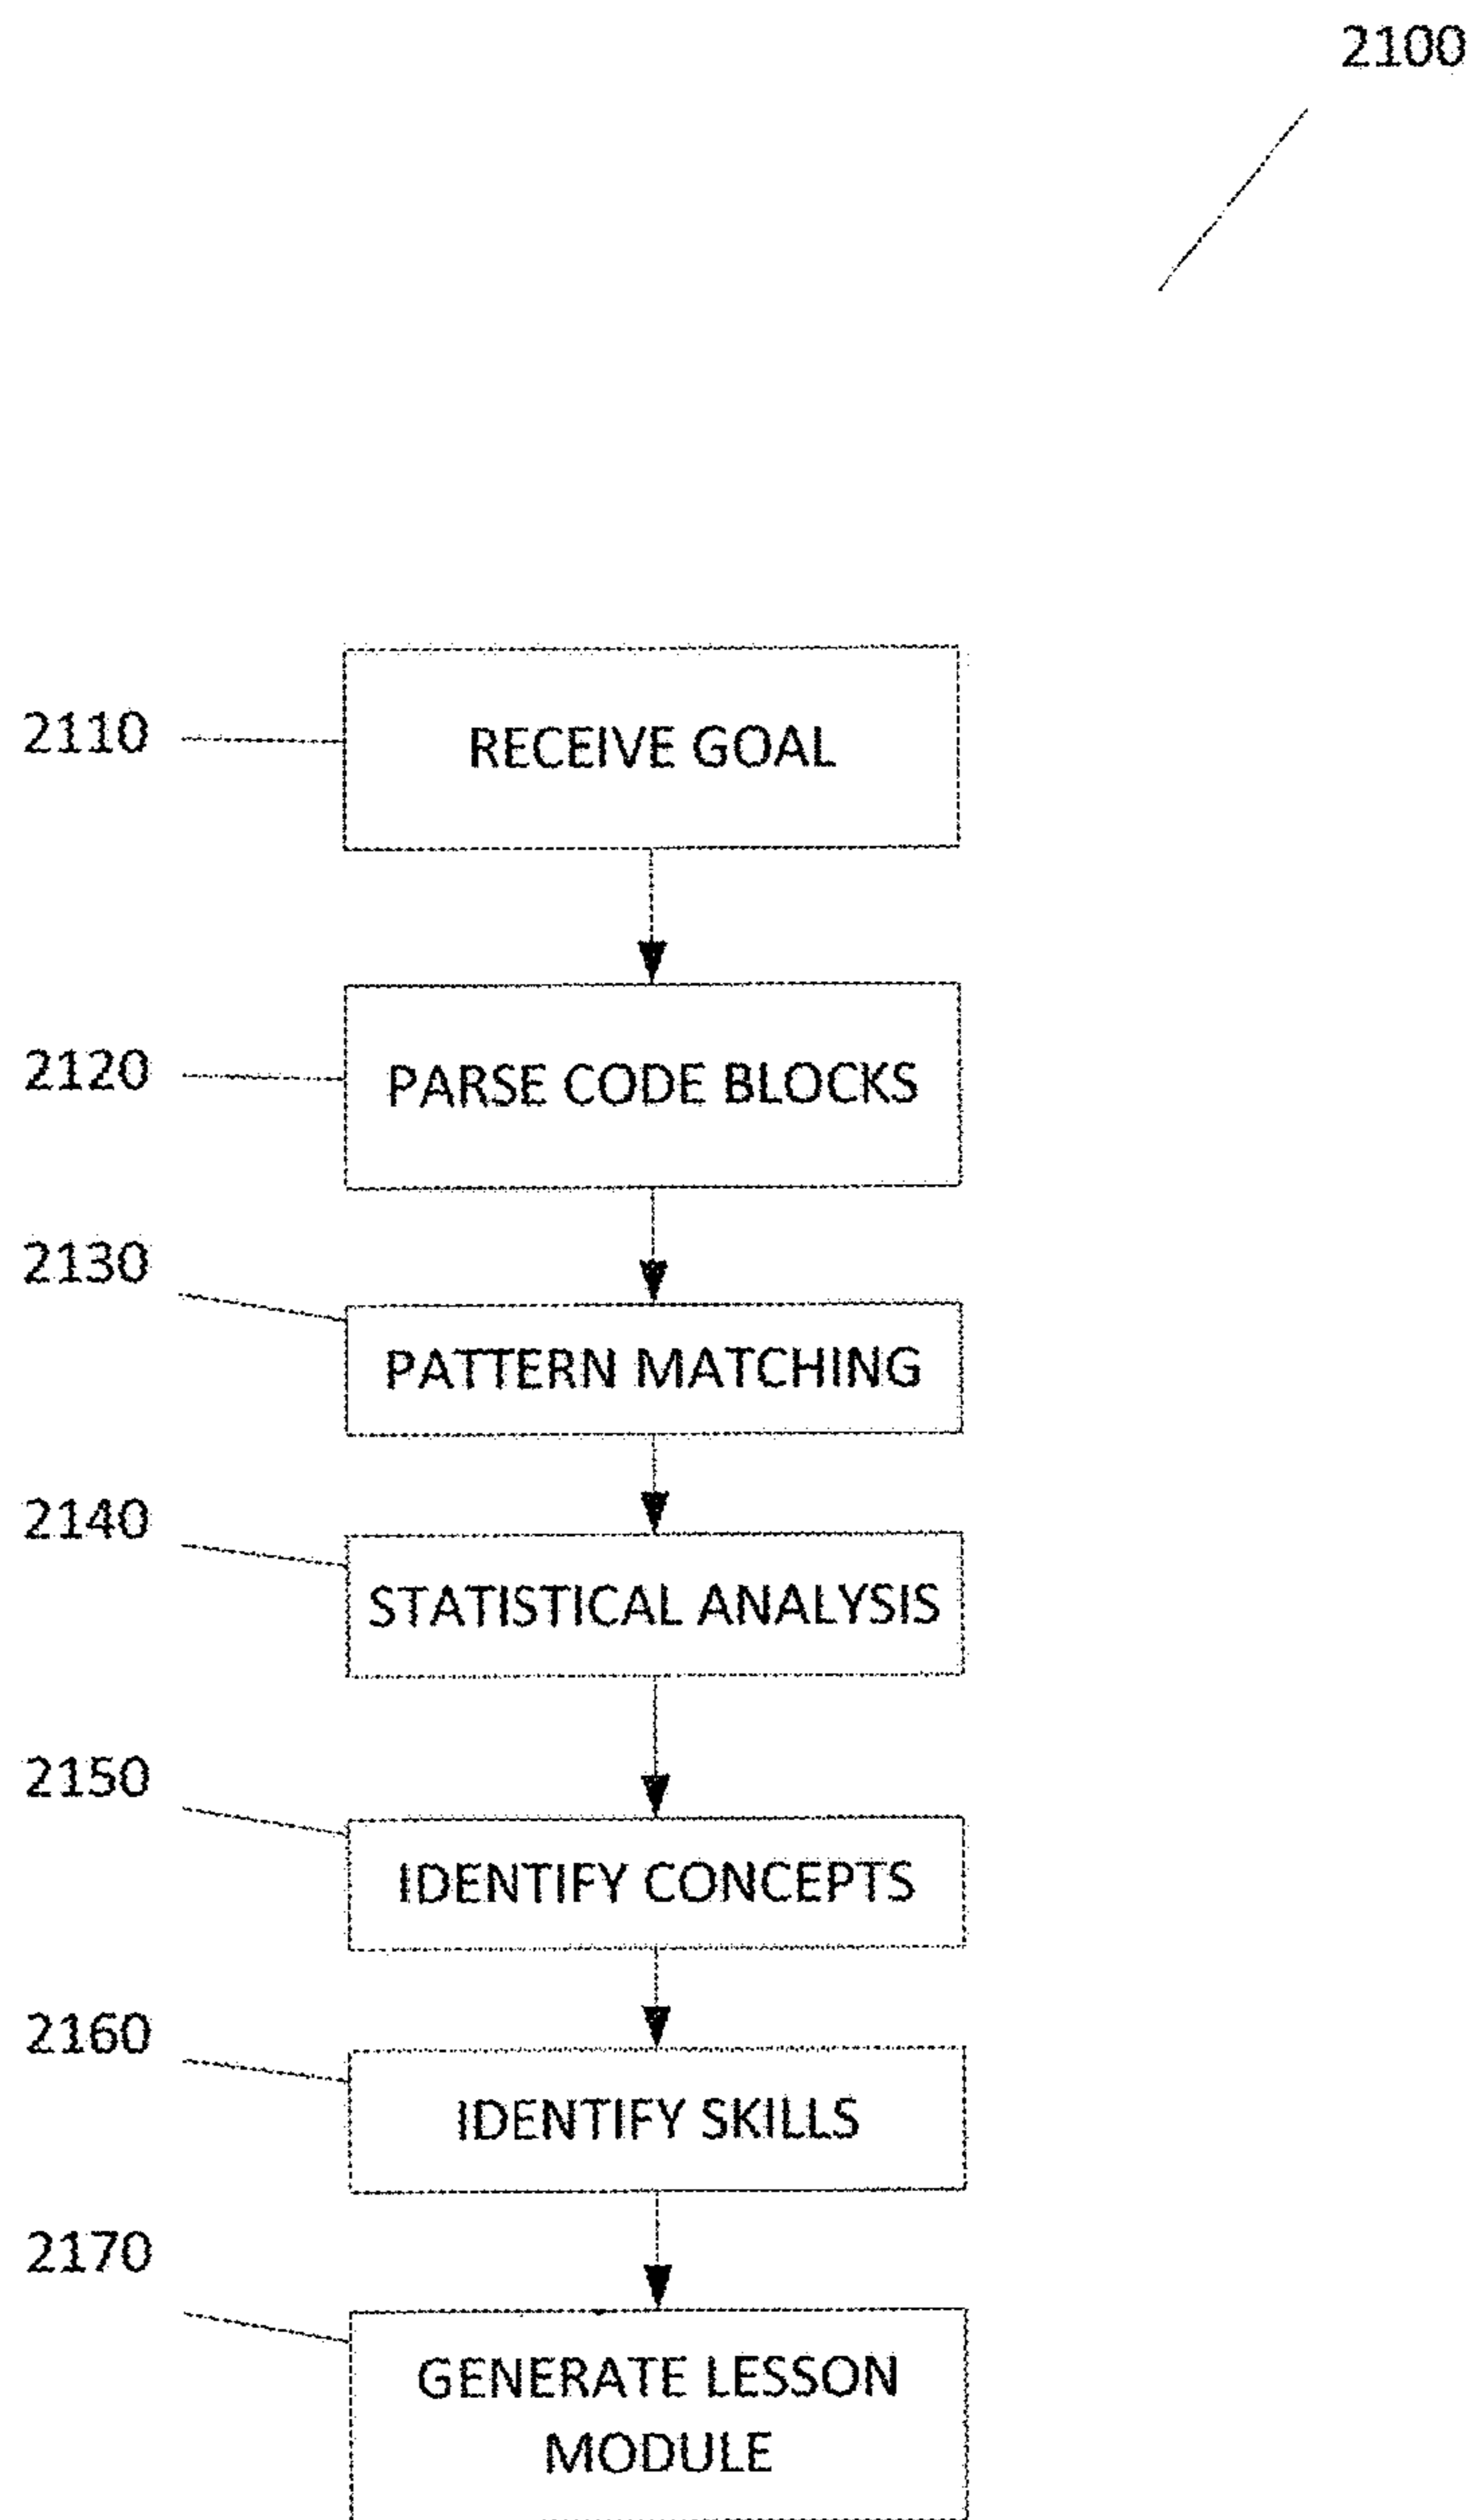 2100
2110
RECEIVE GOAL
2120
PARSE CODE BLOCKS
2130
PATTERN MATCHING
2140
STATISTICAL ANALYSIS
2150
IDENTIFY CONCEPTS
2160
IDENTIFY SKILLS
2170
GENERATE LESSON
MODULE